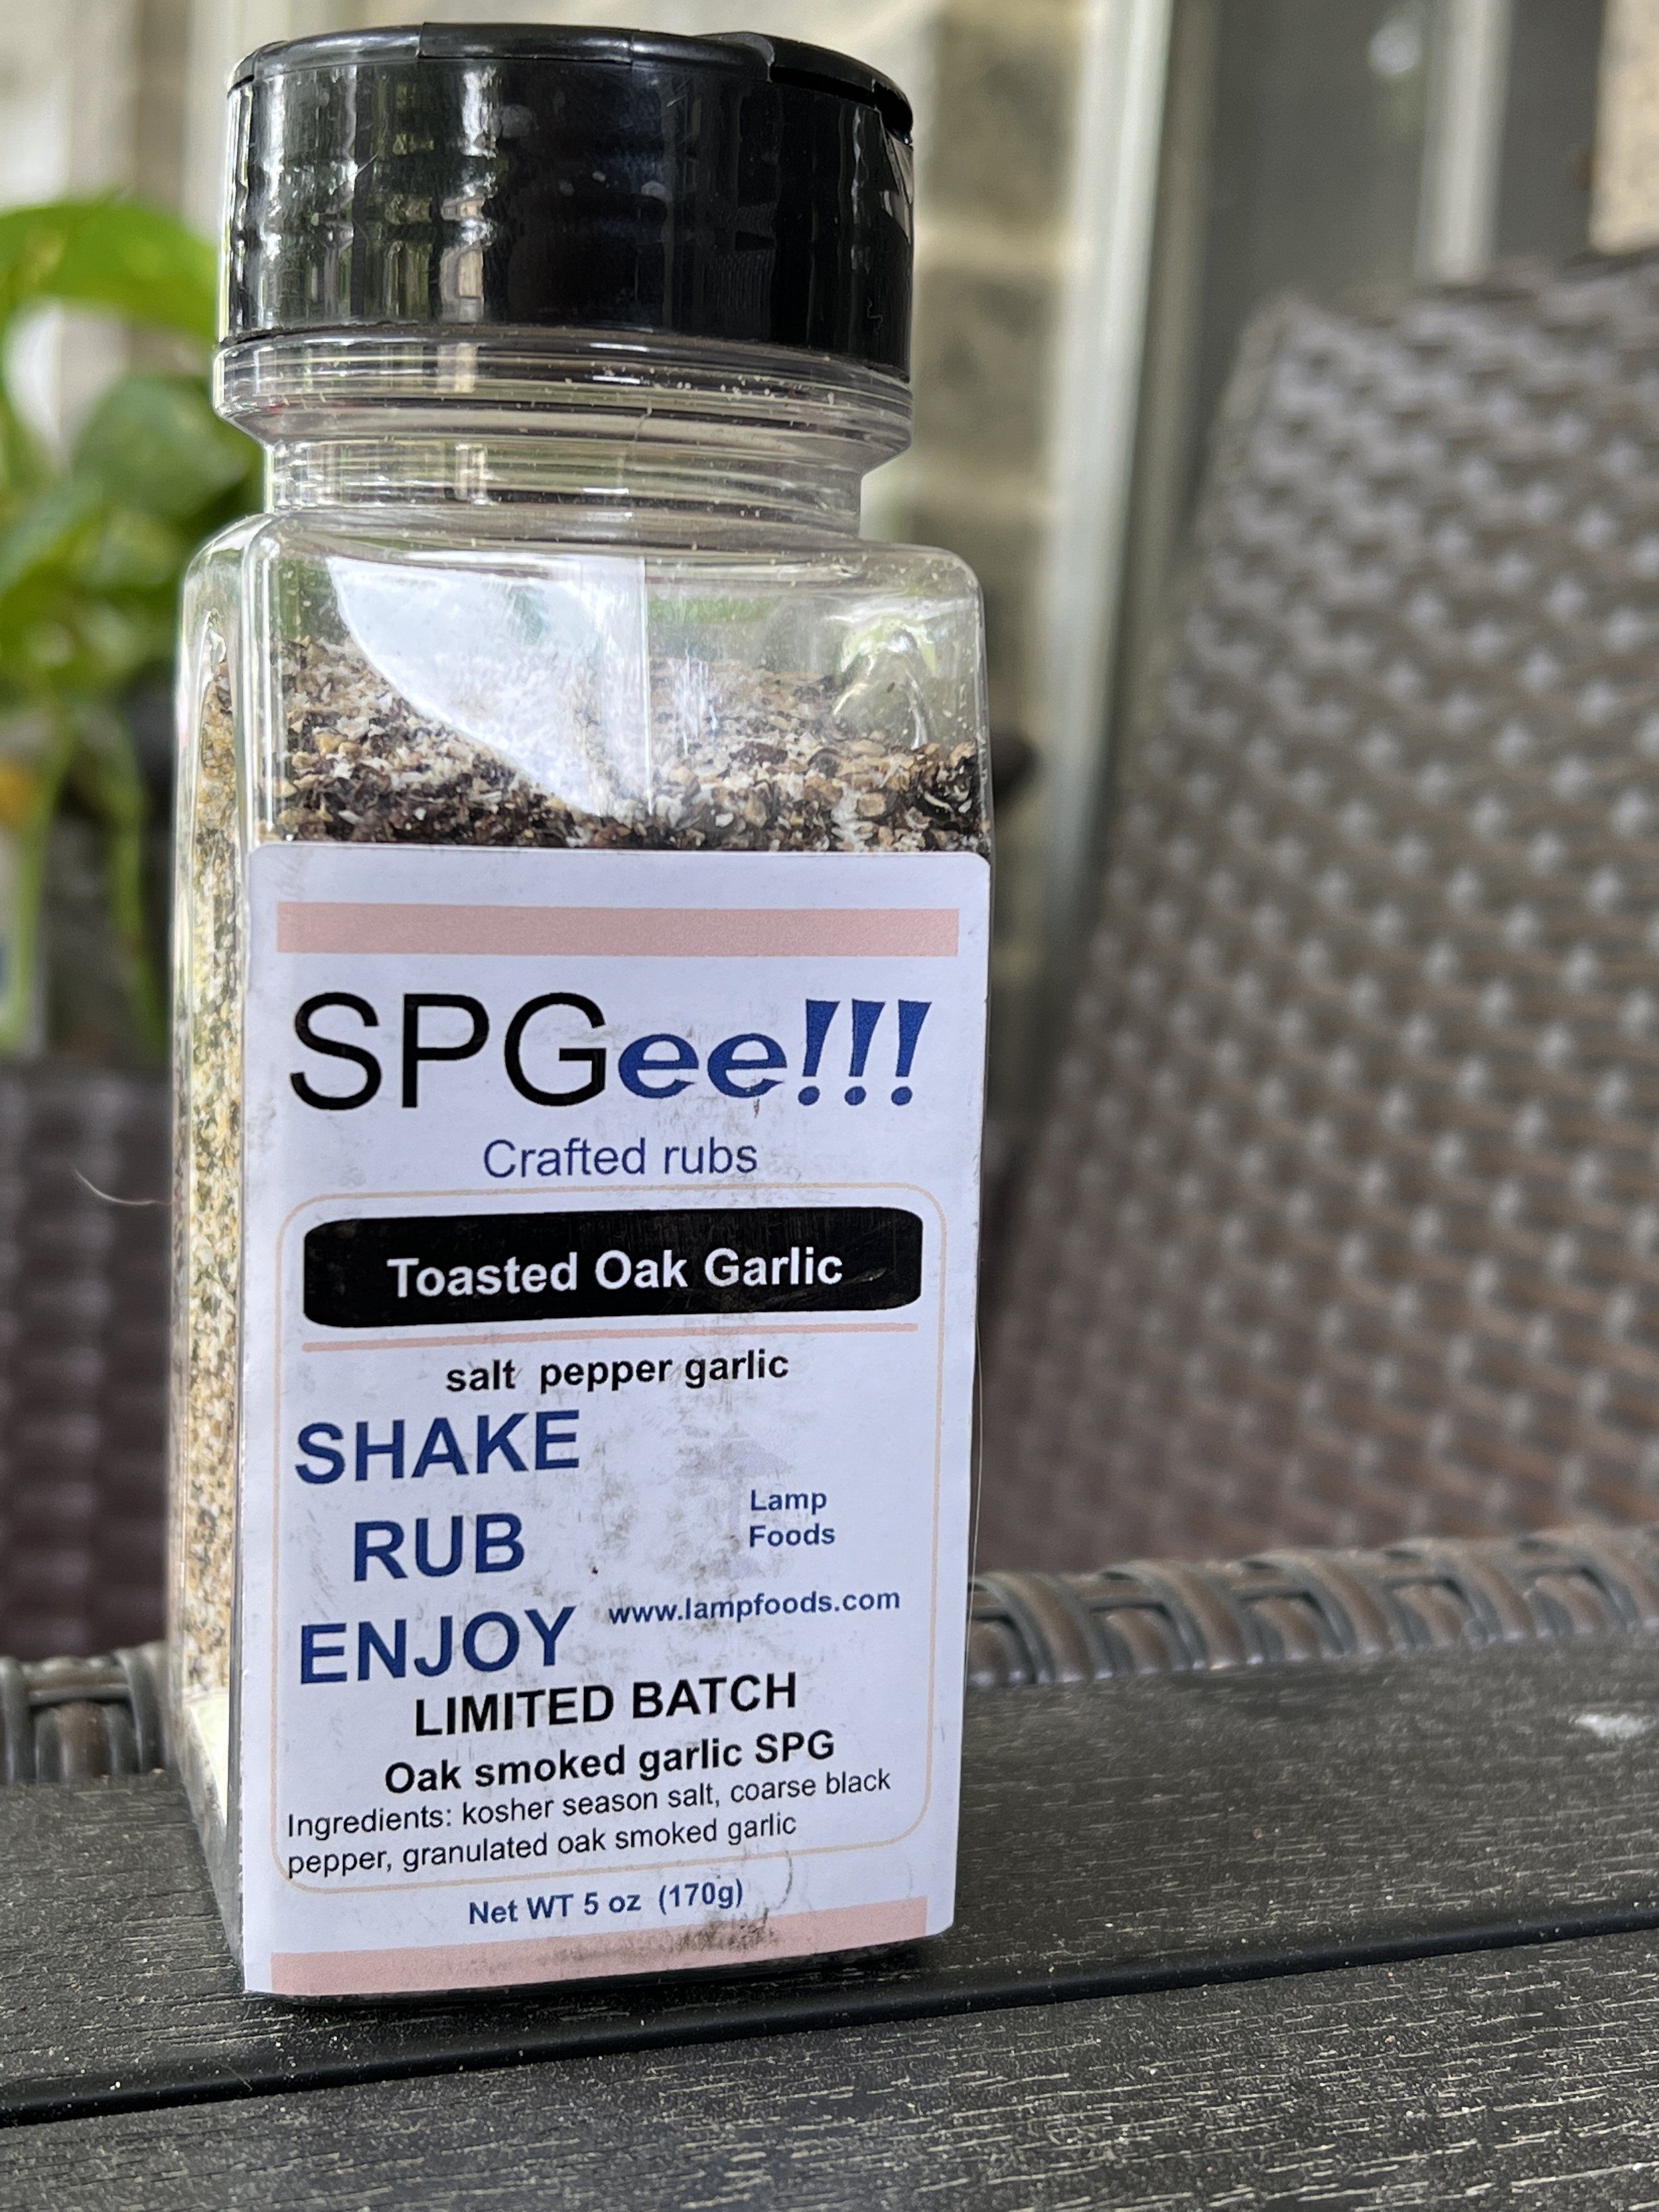 SPGee!!!
Crafted rubs
Toasted Oak Garlic
salt pepper garlic
SHAKE
RUB
ENJOY
Lamp
Foods
www.lampfoods.com
LIMITED BATCH
Oak smoked garlic SPG
Ingredients: kosher season salt, coarse black
pepper, granulated oak smoked garlic
Net WT 5 oz (170g)